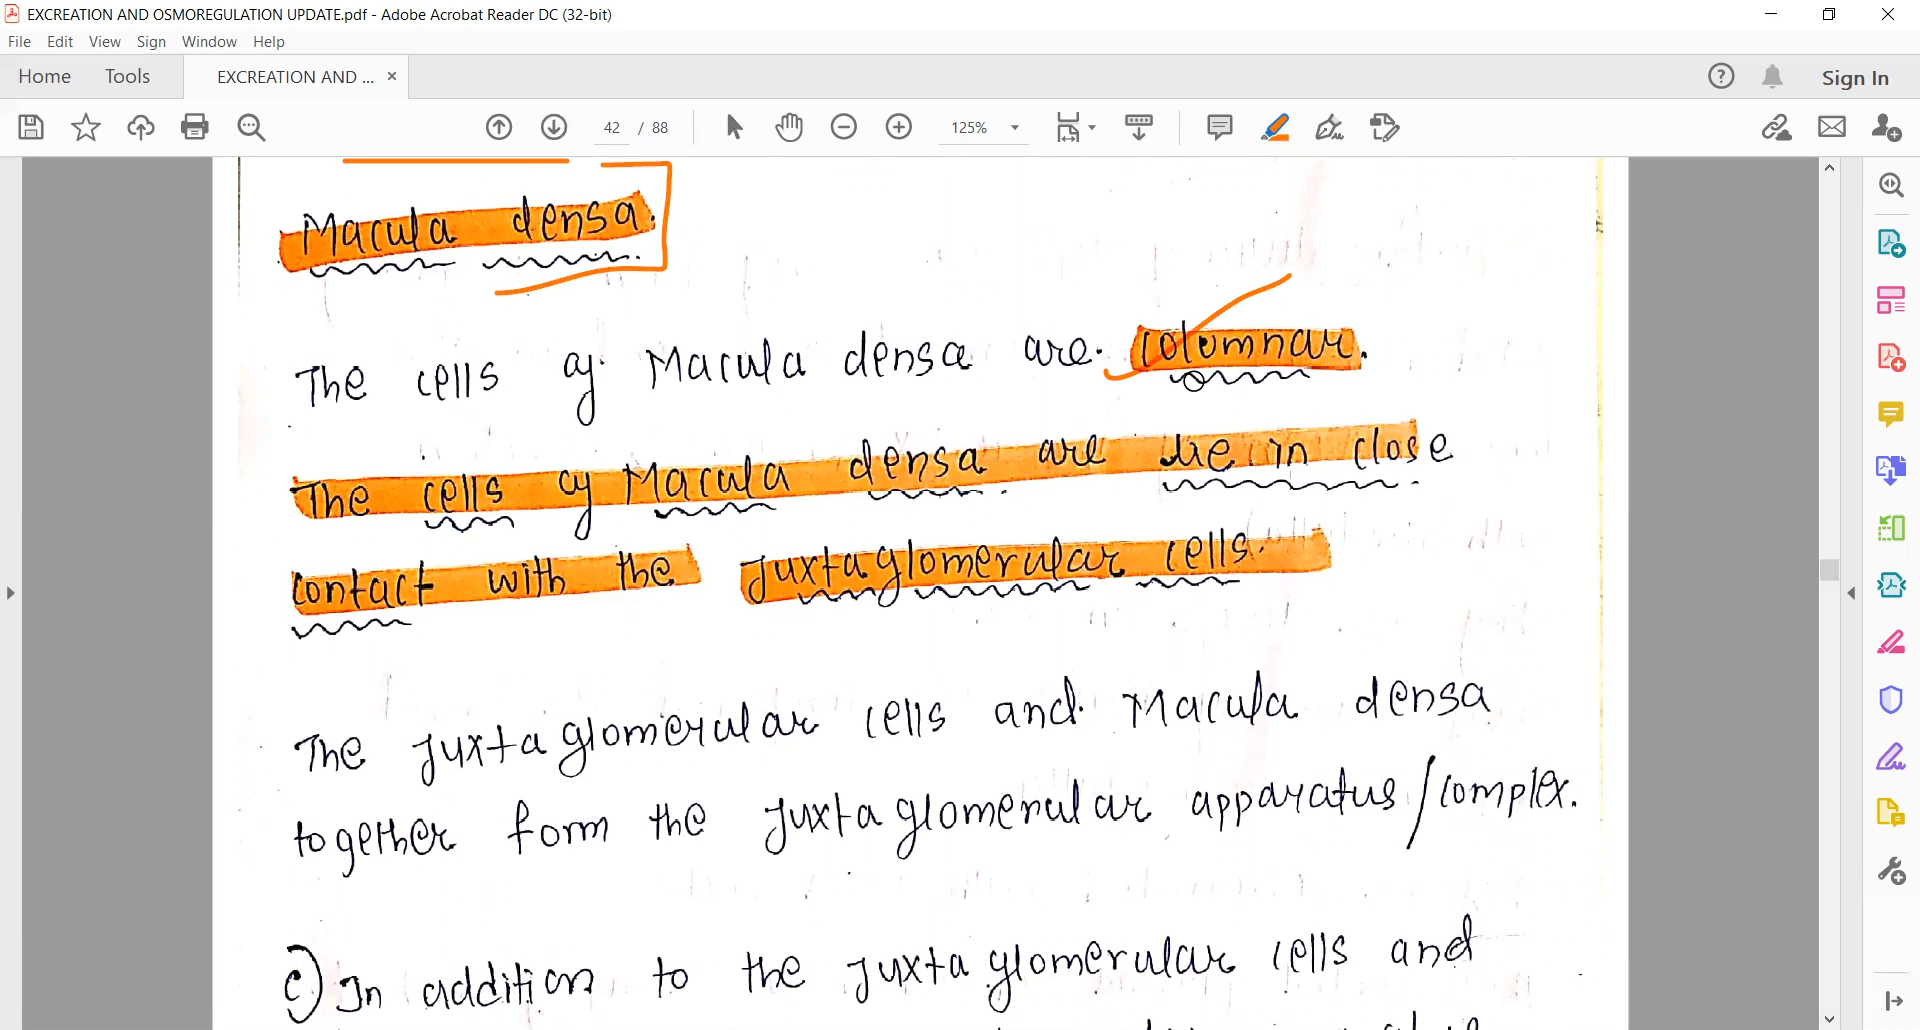 EXCREATION AND OSMOREGULATION UPDATE.pdf - Adobe Acrobat Reader DC (32-bit)
File Edit View Sign Window Help
Home Tools EXCREATION AND ... × Sign In
42 / 88 125%
Macula densa.
The cells of Macula densa are columnar.
The cells of Macula densa are lie in close
contact with the Juxtaglomerular cells.
The Juxtaglomerular cells and Macula densa
together form the Juxtaglomerular apparatus/complex.
c) In addition to the Juxtaglomerular cells and